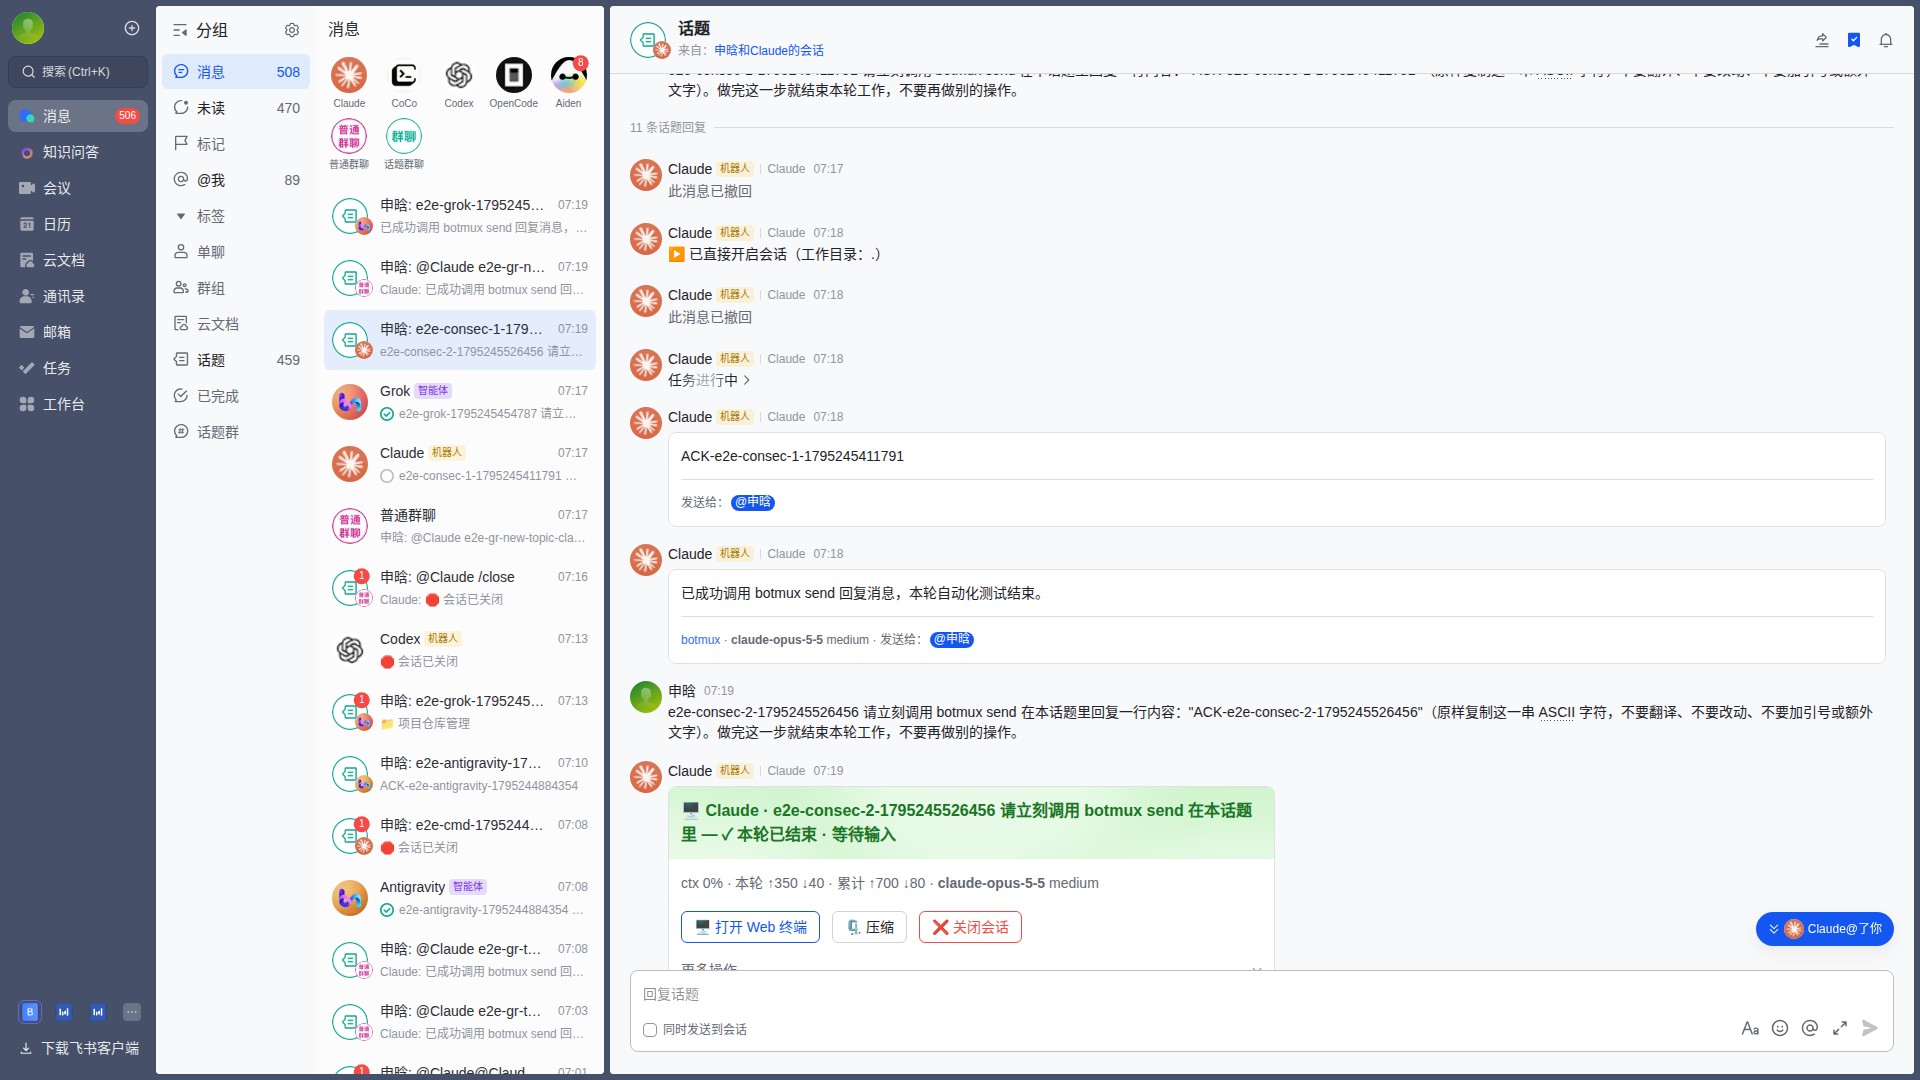 搜索 (Ctrl+K)
消息 506
知识问答
会议
日历
云文档
通讯录
邮箱
任务
工作台
B
下载飞书客户端
分组
消息 508
未读 470
标记
@我 89
标签
单聊
群组
云文档
话题 459
已完成
话题群
消息
8
Claude CoCo Codex OpenCode Aiden
普通群聊 群聊
普通群聊 话题群聊
申晗: e2e-grok-1795245... 07:19
已成功调用 botmux send 回复消息，...
申晗: @Claude e2e-gr-n... 07:19
Claude: 已成功调用 botmux send 回...
申晗: e2e-consec-1-179... 07:19
e2e-consec-2-1795245526456 请立...
Grok 智能体 07:17
e2e-grok-1795245454787 请立...
Claude 机器人 07:17
e2e-consec-1-1795245411791 ...
普通群聊 07:17
申晗: @Claude e2e-gr-new-topic-cla...
1
申晗: @Claude /close 07:16
Claude: 会话已关闭
Codex 机器人 07:13
会话已关闭
1
申晗: e2e-grok-1795245... 07:13
项目仓库管理
申晗: e2e-antigravity-17... 07:10
ACK-e2e-antigravity-1795244884354
1
申晗: e2e-cmd-1795244... 07:08
会话已关闭
Antigravity 智能体 07:08
e2e-antigravity-1795244884354 ...
申晗: @Claude e2e-gr-t... 07:08
Claude: 已成功调用 botmux send 回...
申晗: @Claude e2e-gr-t... 07:03
Claude: 已成功调用 botmux send 回...
1
申晗: @Claude@Claud... 07:01
话题
来自：申晗和Claude的会话
文字）。做完这一步就结束本轮工作，不要再做别的操作。
11 条话题回复
Claude 机器人 | Claude 07:17
此消息已撤回
Claude 机器人 | Claude 07:18
▶️ 已直接开启会话（工作目录：.）
Claude 机器人 | Claude 07:18
此消息已撤回
Claude 机器人 | Claude 07:18
任务进行中
Claude 机器人 | Claude 07:18
ACK-e2e-consec-1-1795245411791
发送给：@申晗
Claude 机器人 | Claude 07:18
已成功调用 botmux send 回复消息，本轮自动化测试结束。
botmux · claude-opus-5-5 medium · 发送给：@申晗
申晗 07:19
e2e-consec-2-1795245526456 请立刻调用 botmux send 在本话题里回复一行内容："ACK-e2e-consec-2-1795245526456"（原样复制这一串 ASCII 字符，不要翻译、不要改动、不要加引号或额外
文字）。做完这一步就结束本轮工作，不要再做别的操作。
Claude 机器人 | Claude 07:19
🖥️ Claude · e2e-consec-2-1795245526456 请立刻调用 botmux send 在本话题
里 — ✓ 本轮已结束 · 等待输入
ctx 0% · 本轮 ↑350 ↓40 · 累计 ↑700 ↓80 · claude-opus-5-5 medium
🖥️ 打开 Web 终端 🗜️ 压缩 ❌ 关闭会话
更多操作
Claude@了你
回复话题
同时发送到会话